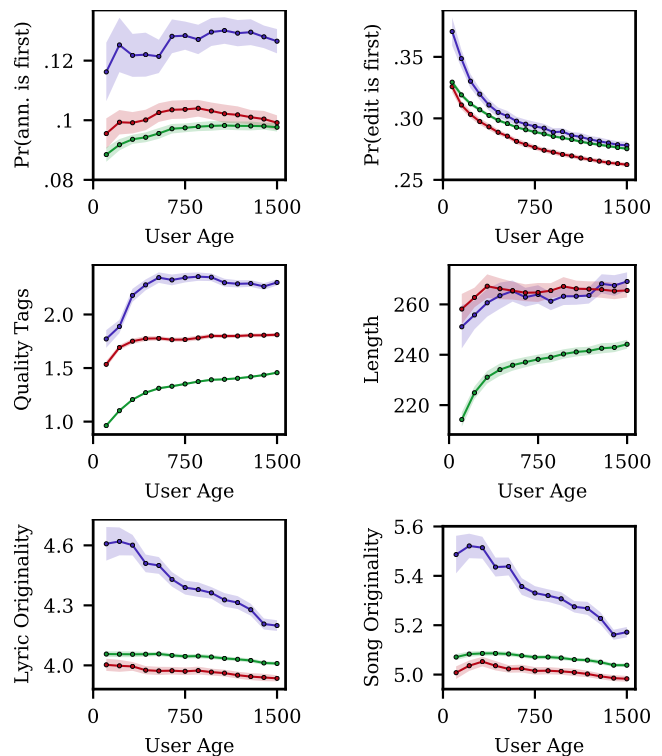 Pr(ann. is first)
.12
.1
.08
0 750 1500
User Age
Pr(edit is first)
.35
.30
.25
0 750 1500
User Age
Quality Tags
2.0
1.5
1.0
0 750 1500
User Age
Length
260
240
220
0 750 1500
User Age
Lyric Originality
4.6
4.3
4.0
0 750 1500
User Age
Song Originality
5.6
5.4
5.2
5.0
0 750 1500
User Age